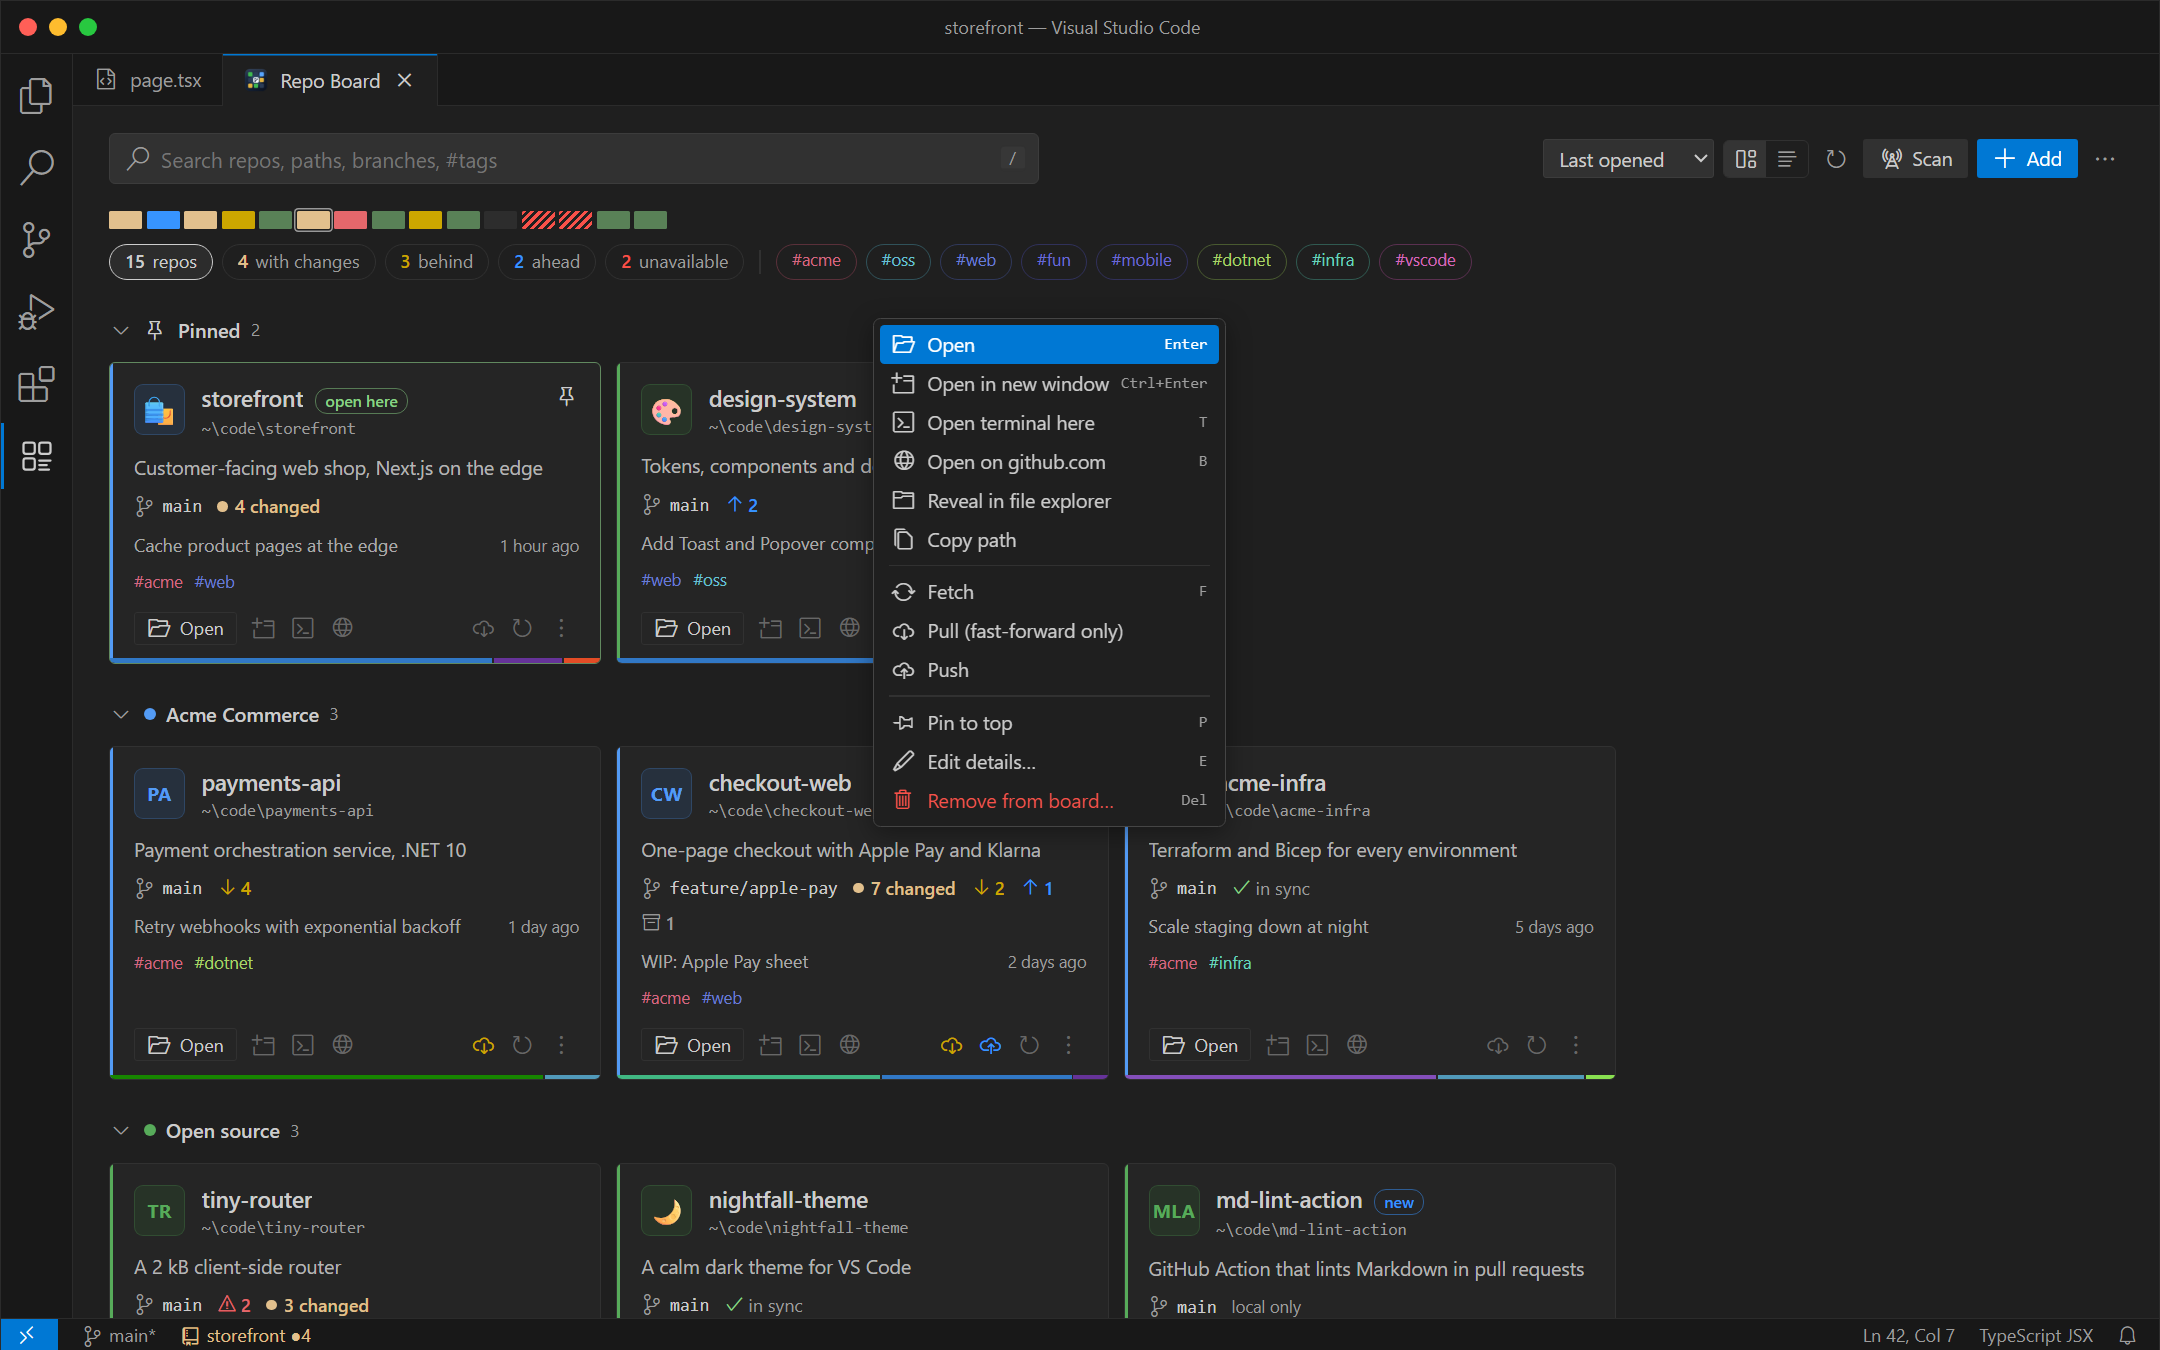 storefront — Visual Studio Code
page.tsx
Repo Board
Search repos, paths, branches, #tags
/
Last opened
Scan
Add
15 repos
4 with changes
3 behind
2 ahead
2 unavailable
#acme
#oss
#web
#fun
#mobile
#dotnet
#infra
#vscode
Pinned 2
storefront
open here
~\code\storefront
Customer-facing web shop, Next.js on the edge
main
4 changed
Cache product pages at the edge
1 hour ago
#acme #web
Open
design-system
~\code\design-syst
Tokens, components and d
main
2
Add Toast and Popover comp
#web #oss
Open
Open Enter
Open in new window Ctrl+Enter
Open terminal here T
Open on github.com B
Reveal in file explorer
Copy path
Fetch F
Pull (fast-forward only)
Push
Pin to top P
Edit details... E
Remove from board... Del
Acme Commerce 3
PA
payments-api
~\code\payments-api
Payment orchestration service, .NET 10
main
4
Retry webhooks with exponential backoff
1 day ago
#acme #dotnet
Open
CW
checkout-web
~\code\checkout-we
One-page checkout with Apple Pay and Klarna
feature/apple-pay
7 changed
2
1
1
WIP: Apple Pay sheet
2 days ago
#acme #web
Open
cme-infra
\code\acme-infra
Terraform and Bicep for every environment
main
in sync
Scale staging down at night
5 days ago
#acme #infra
Open
Open source 3
TR
tiny-router
~\code\tiny-router
A 2 kB client-side router
main
2
3 changed
nightfall-theme
~\code\nightfall-theme
A calm dark theme for VS Code
main
in sync
MLA
md-lint-action
new
~\code\md-lint-action
GitHub Action that lints Markdown in pull requests
main
local only
main*
storefront ●4
Ln 42, Col 7
TypeScript JSX